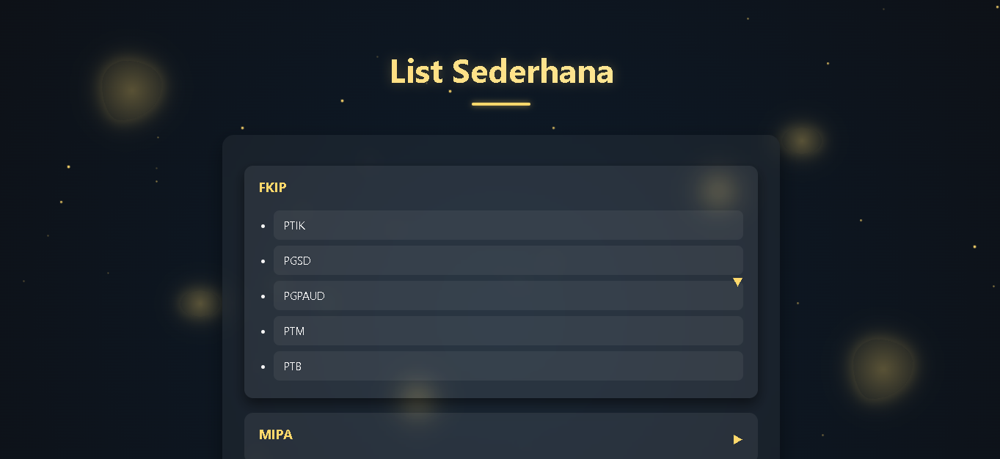 List Sederhana
FKIP
PTIK
PGSD
PGPAUD
PTM
PTB
MIPA